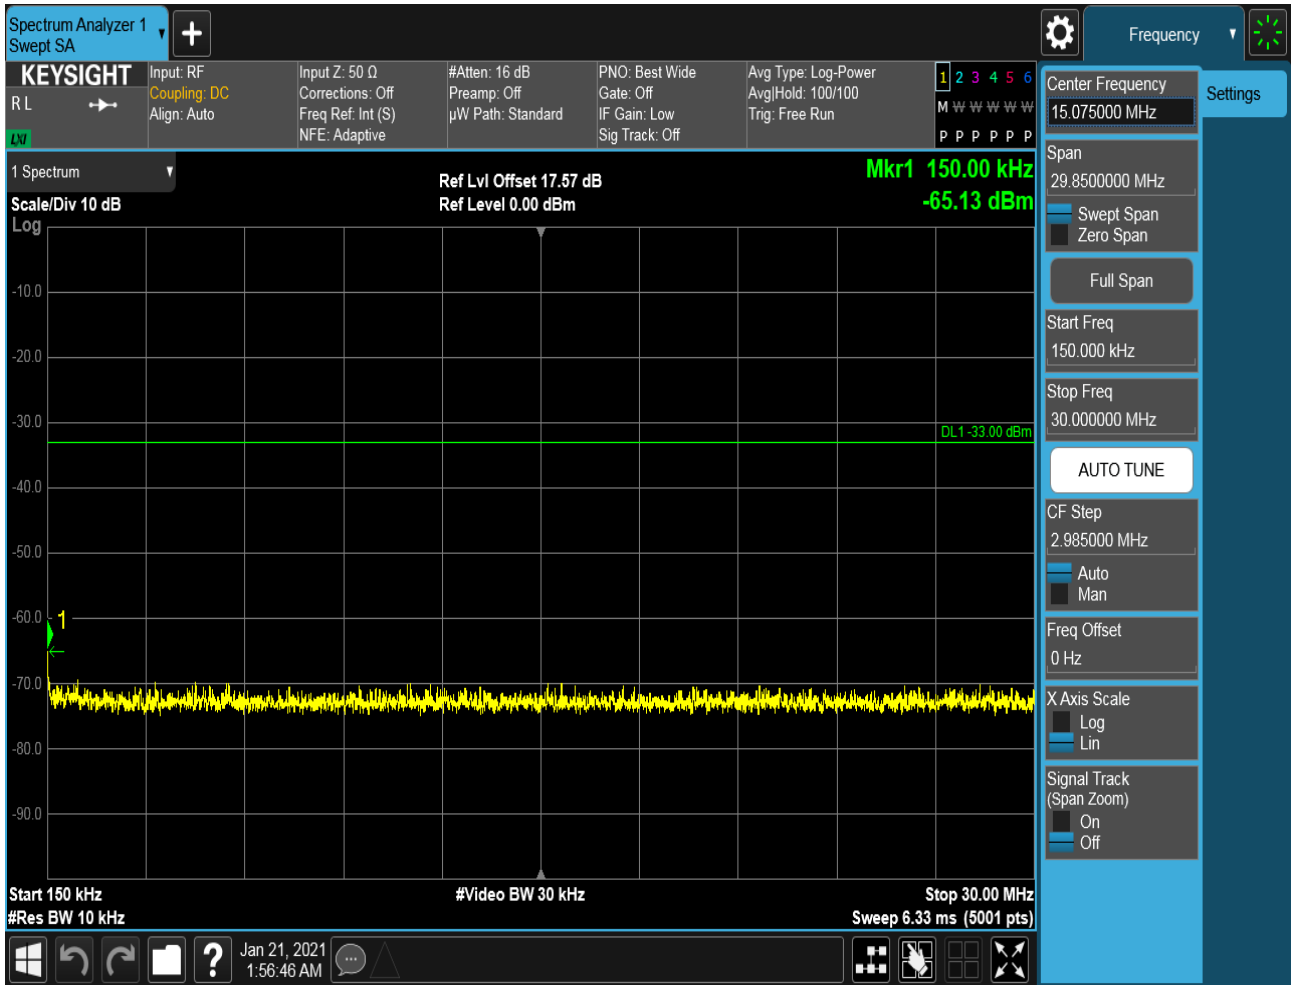 Spectrum Analyzer 1
Swept SA
Frequency
KEYSIGHT
R L
LXI
Input: RF
Coupling: DC
Align: Auto
Input Z: 50 Ω
Corrections: Off
Freq Ref: Int (S)
NFE: Adaptive
#Atten: 16 dB
Preamp: Off
µW Path: Standard
PNO: Best Wide
Gate: Off
IF Gain: Low
Sig Track: Off
Avg Type: Log-Power
Avg|Hold: 100/100
Trig: Free Run
1 2 3 4 5 6
M W W W W W
P P P P P P
1 Spectrum
Scale/Div 10 dB
Log
Ref Lvl Offset 17.57 dB
Ref Level 0.00 dBm
Mkr1 150.00 kHz
-65.13 dBm
-10.0
-20.0
-30.0
DL1 -33.00 dBm
-40.0
-50.0
-60.0
1
-70.0
-80.0
-90.0
Start 150 kHz
#Video BW 30 kHz
Stop 30.00 MHz
#Res BW 10 kHz
Sweep 6.33 ms (5001 pts)
?
Jan 21, 2021
1:56:46 AM
Center Frequency
15.075000 MHz
Settings
Span
29.8500000 MHz
Swept Span
Zero Span
Full Span
Start Freq
150.000 kHz
Stop Freq
30.000000 MHz
AUTO TUNE
CF Step
2.985000 MHz
Auto
Man
Freq Offset
0 Hz
X Axis Scale
Log
Lin
Signal Track
(Span Zoom)
On
Off